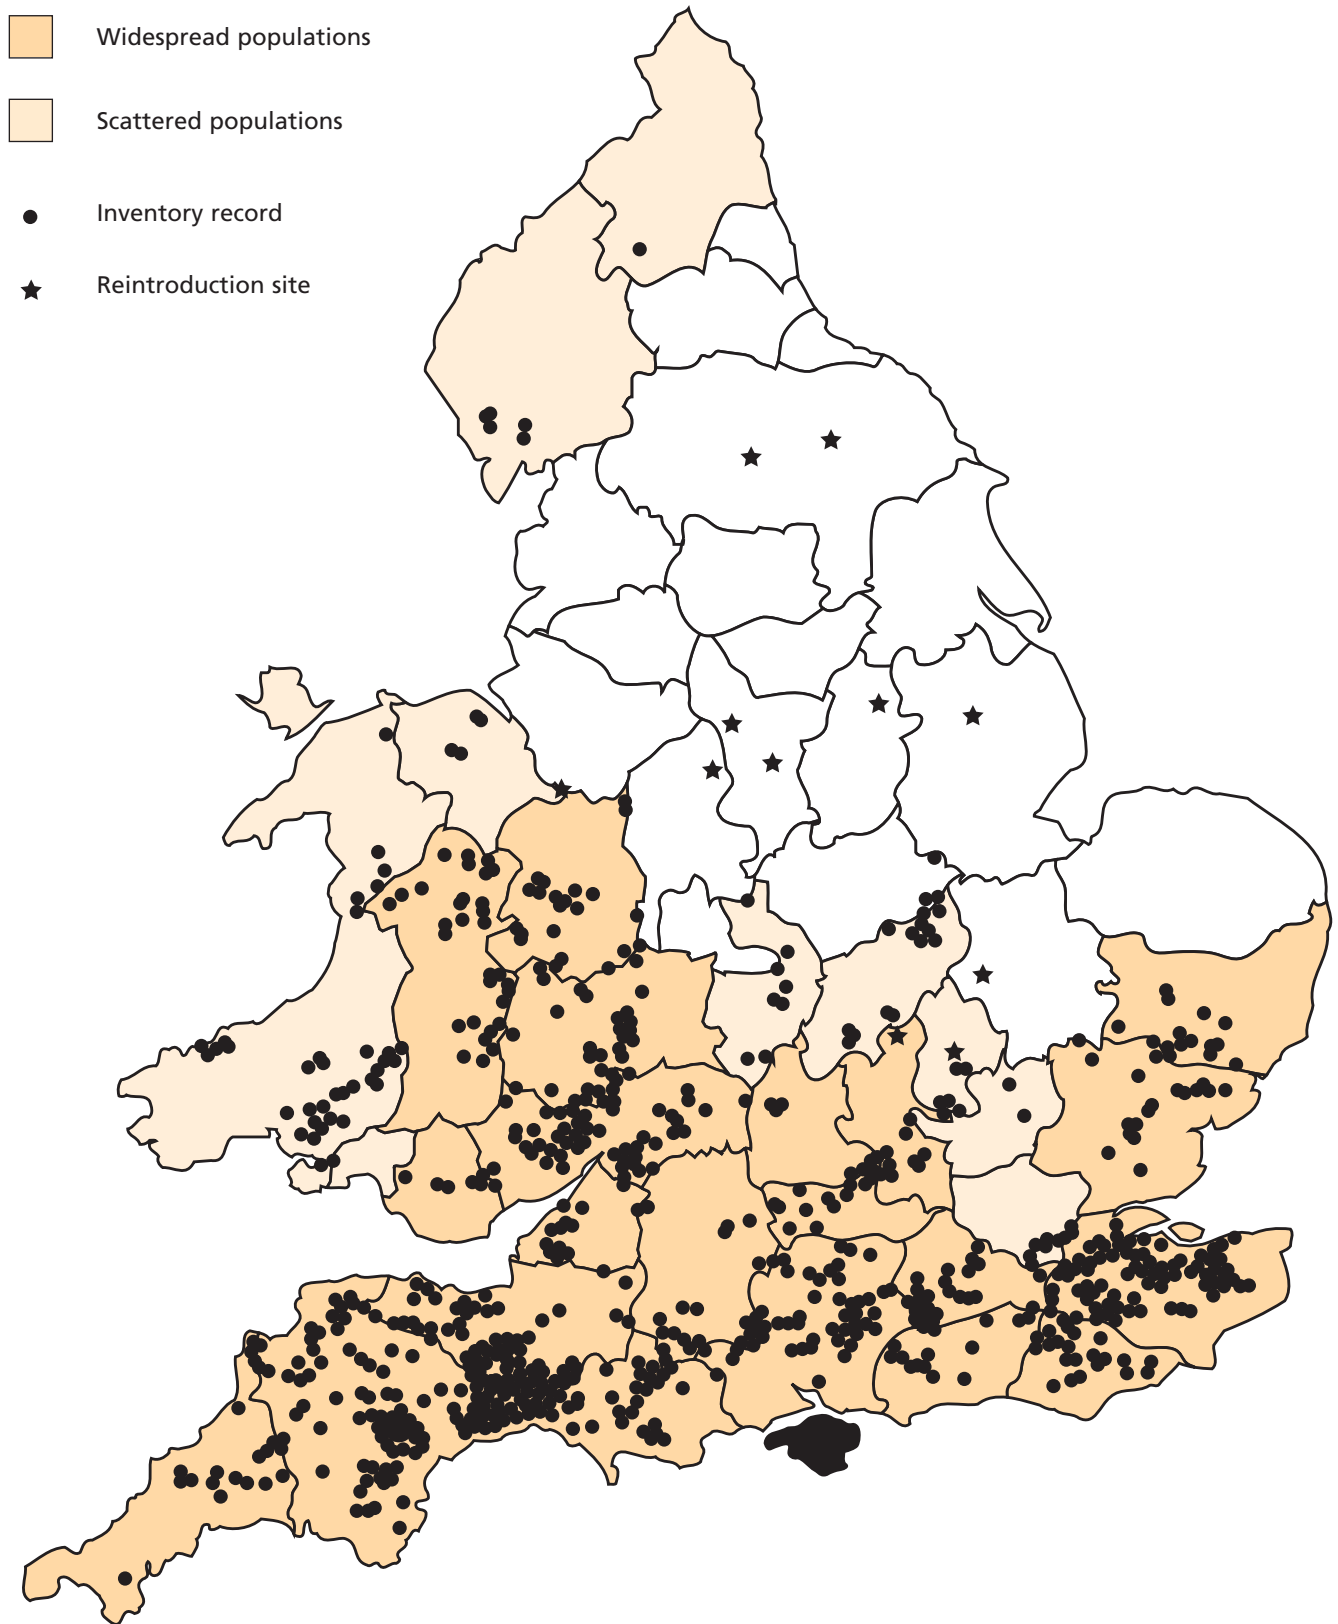 Widespread populations
Scattered populations
Inventory record
Reintroduction site